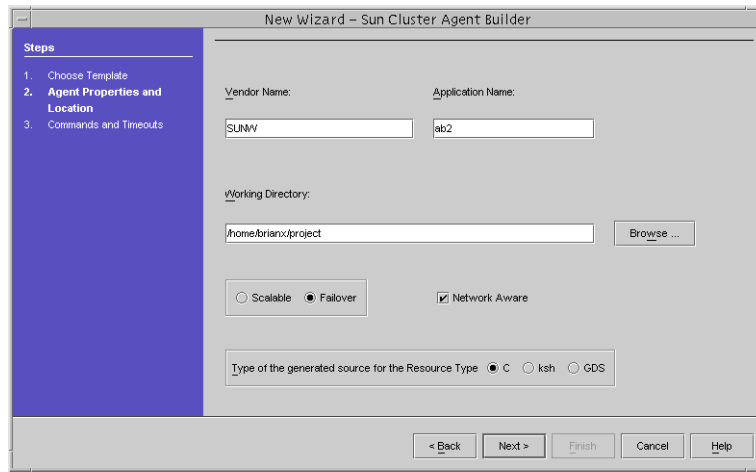 New Wizard – Sun Cluster Agent Builder
Steps
1. Choose Template
2. Agent Properties and
Location
3. Commands and Timeouts
Vendor Name:
Application Name:
SUNW
ab2
Working Directory:
/home/brianx/project
Browse ...
Scalable
Failover
Network Aware
Type of the generated source for the Resource Type
C
ksh
GDS
< Back
Next >
Finish
Cancel
Help